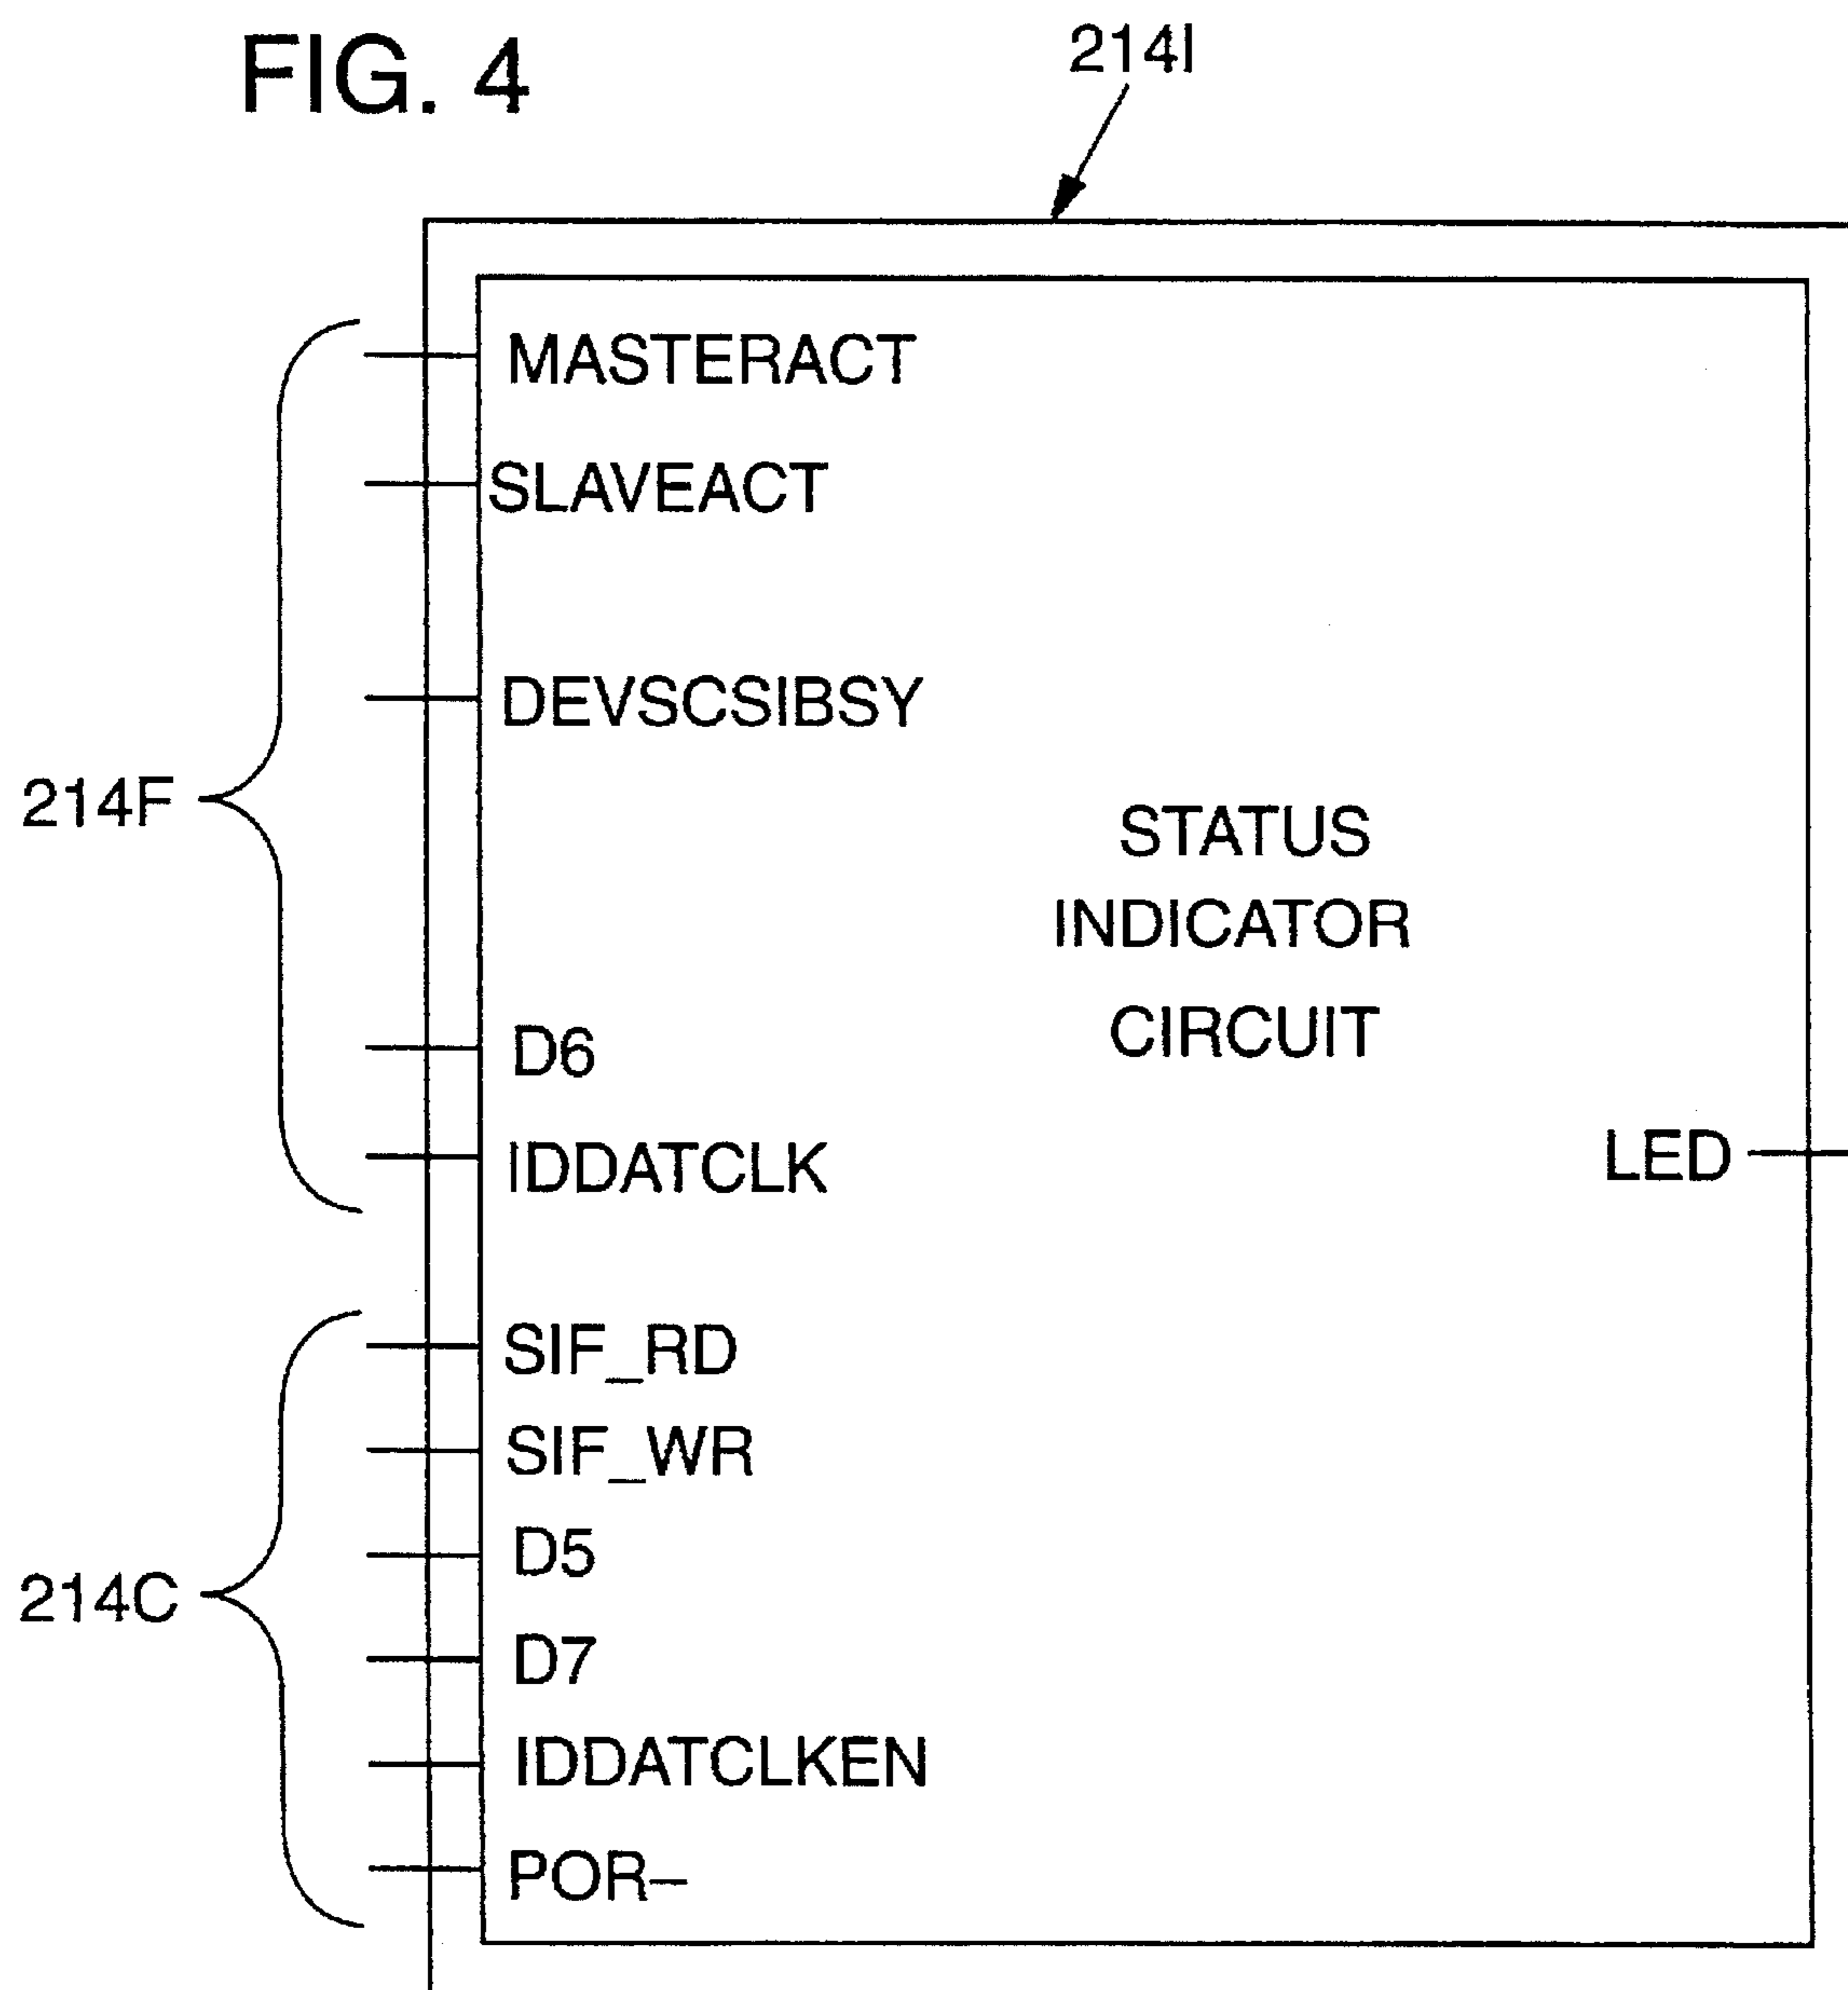 FIG. 4
214I
MASTERACT
SLAVEACT
DEVSCSIBSY
214F
STATUS
INDICATOR
CIRCUIT
D6
IDDATCLK
LED
SIF_RD
SIF_WR
D5
214C
D7
IDDATCLKEN
POR–